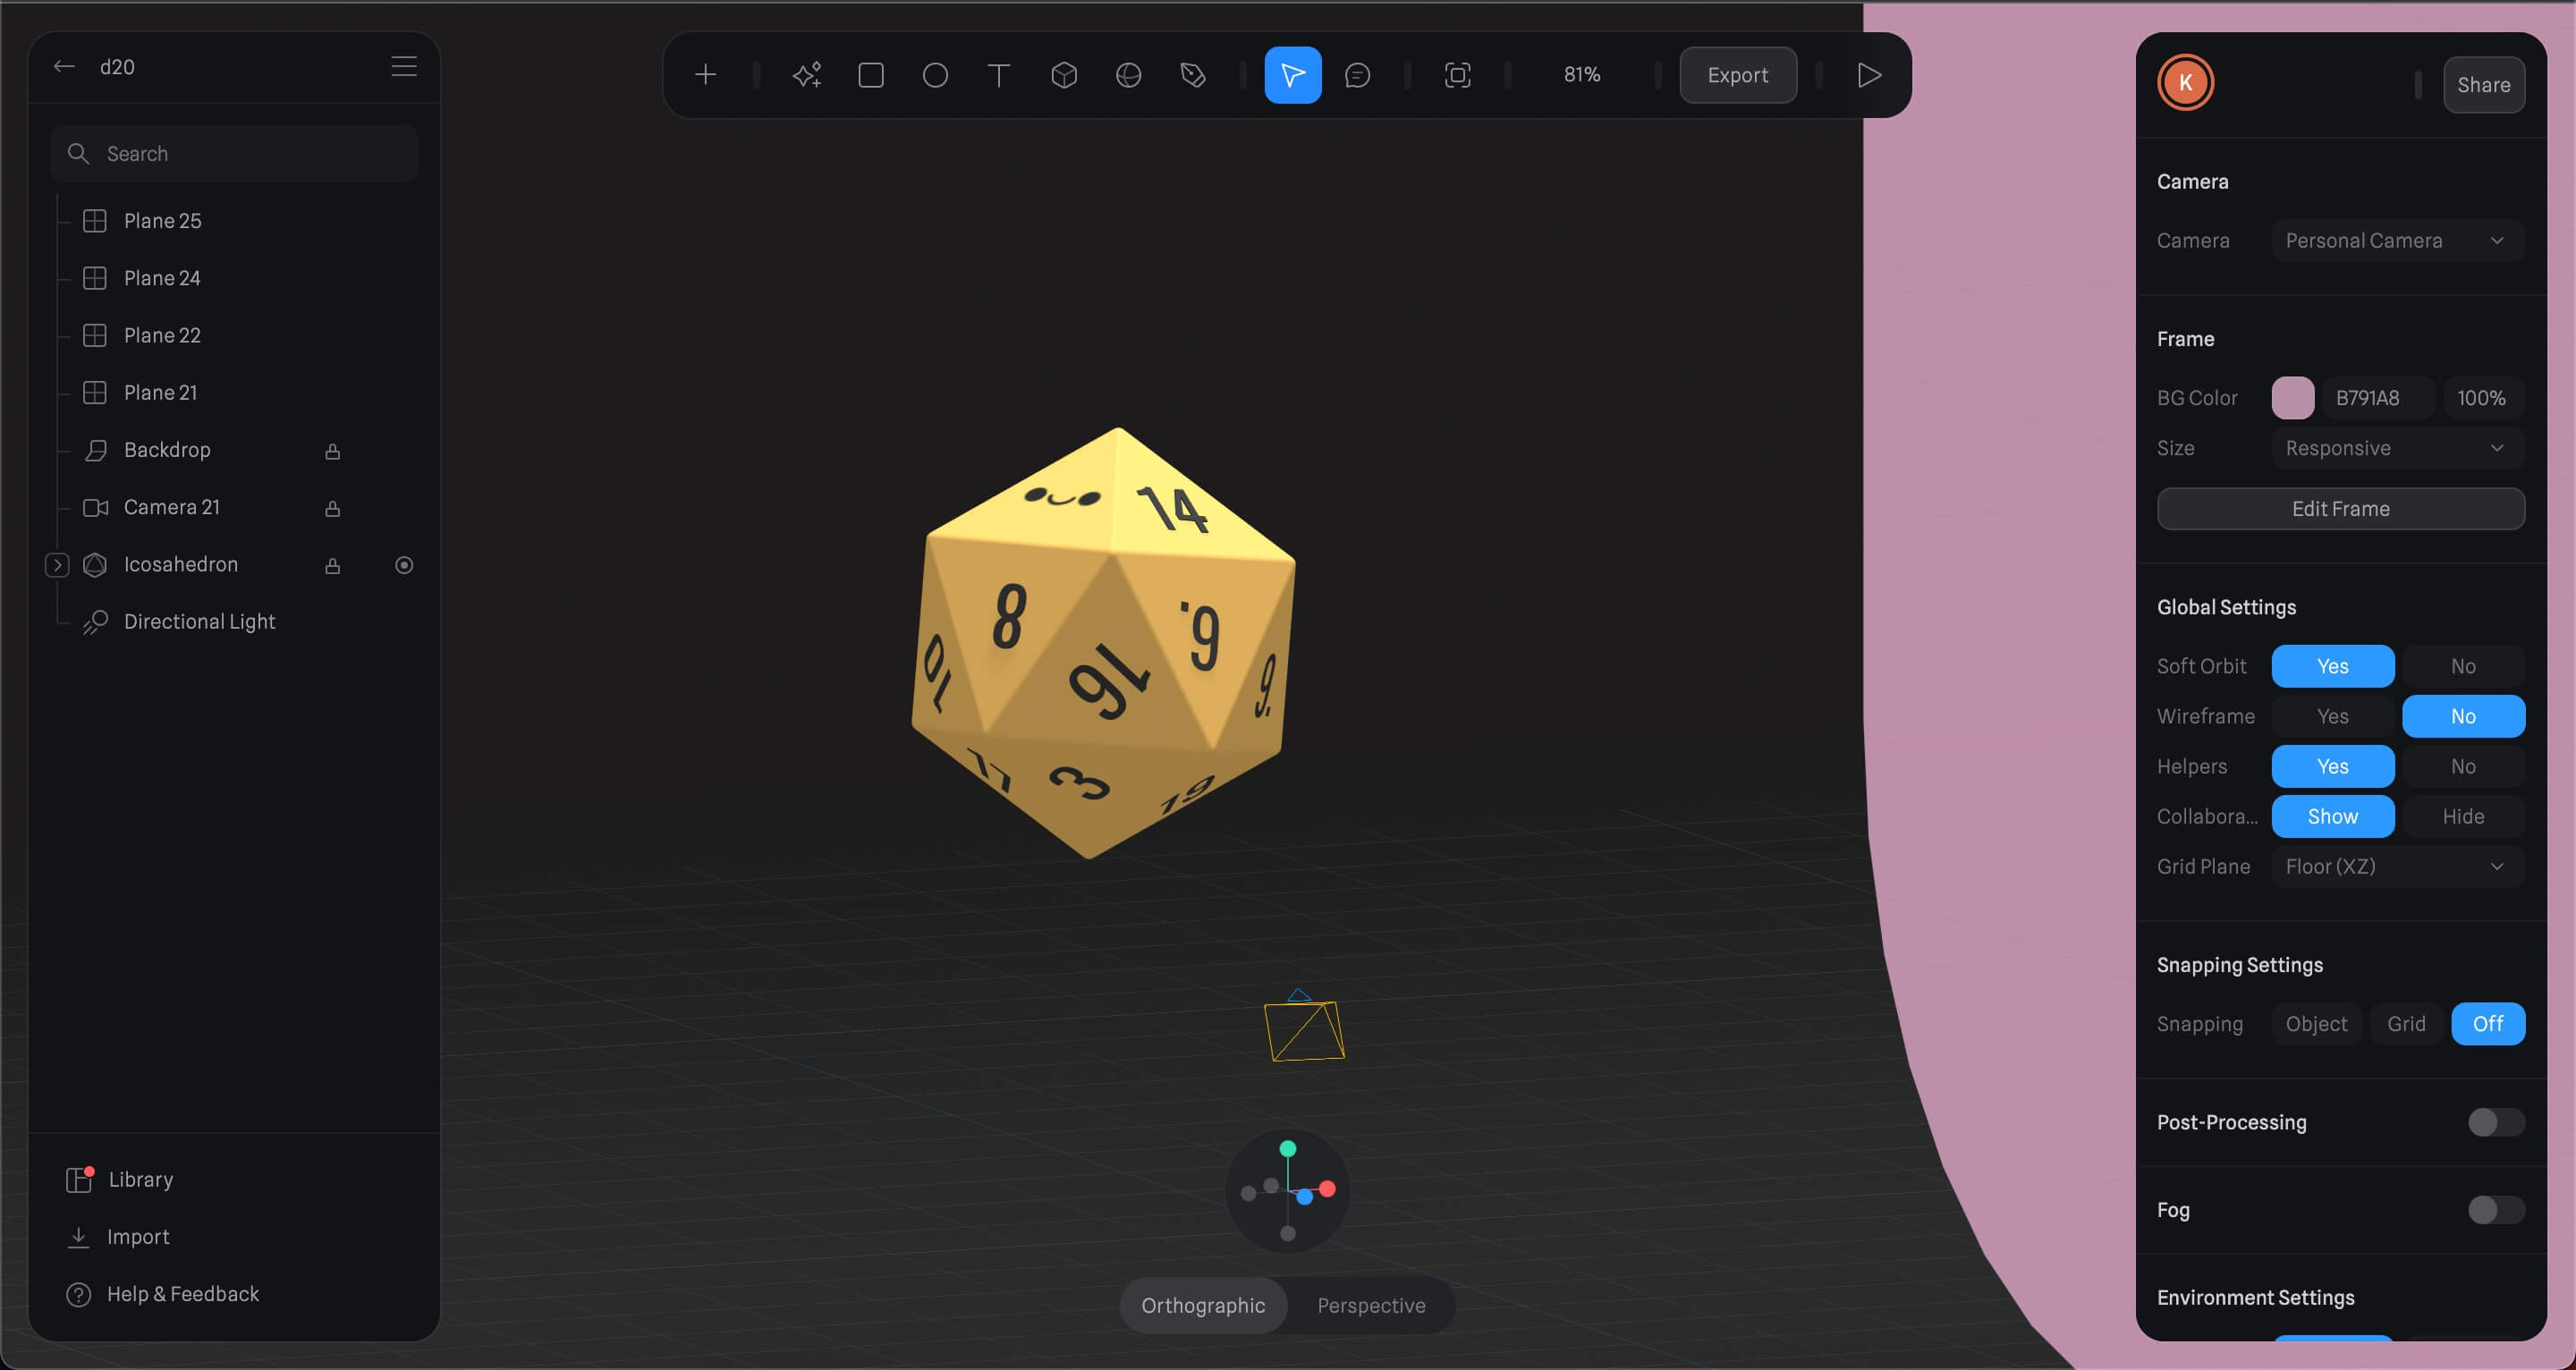 d20
Search
Plane 25
Plane 24
Plane 22
Plane 21
Backdrop
Camera 21
Icosahedron
Directional Light
Library
Import
Help & Feedback
81%
Export
14
8
9.
16
10
6.
17
3
19
Orthographic
Perspective
K
Share
Camera
Camera
Personal Camera
Frame
BG Color
B791A8
100%
Size
Responsive
Edit Frame
Global Settings
Soft Orbit
Yes
No
Wireframe
Yes
No
Helpers
Yes
No
Collabora...
Show
Hide
Grid Plane
Floor (XZ)
Snapping Settings
Snapping
Object
Grid
Off
Post-Processing
Fog
Environment Settings